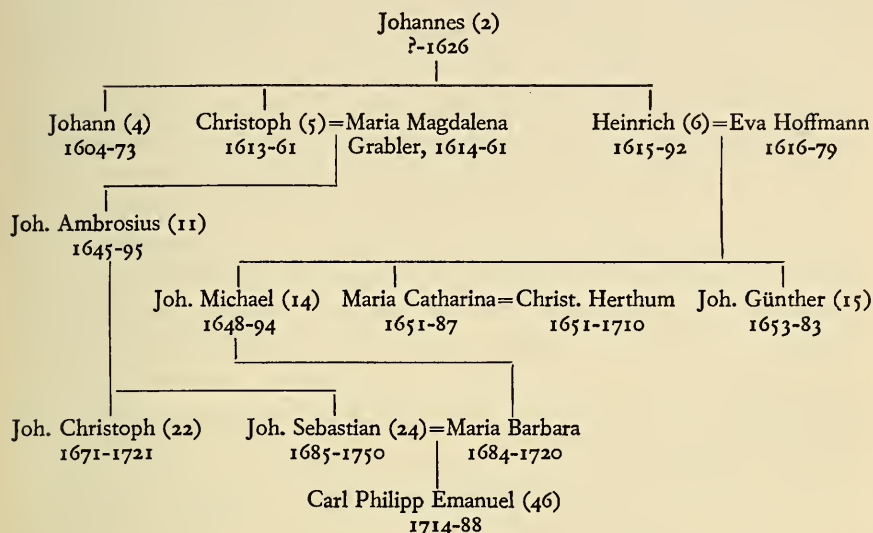 Johannes (2)
?-1626
Johann (4) Christoph (5)=Maria Magdalena Heinrich (6)=Eva Hoffmann
1604-73 1613-61 Grabler, 1614-61 1615-92 1616-79
Joh. Ambrosius (11)
1645-95
Joh. Michael (14) Maria Catharina=Christ. Herthum Joh. Günther (15)
1648-94 1651-87 1651-1710 1653-83
Joh. Christoph (22) Joh. Sebastian (24)=Maria Barbara
1671-1721 1685-1750 1684-1720
Carl Philipp Emanuel (46)
1714-88